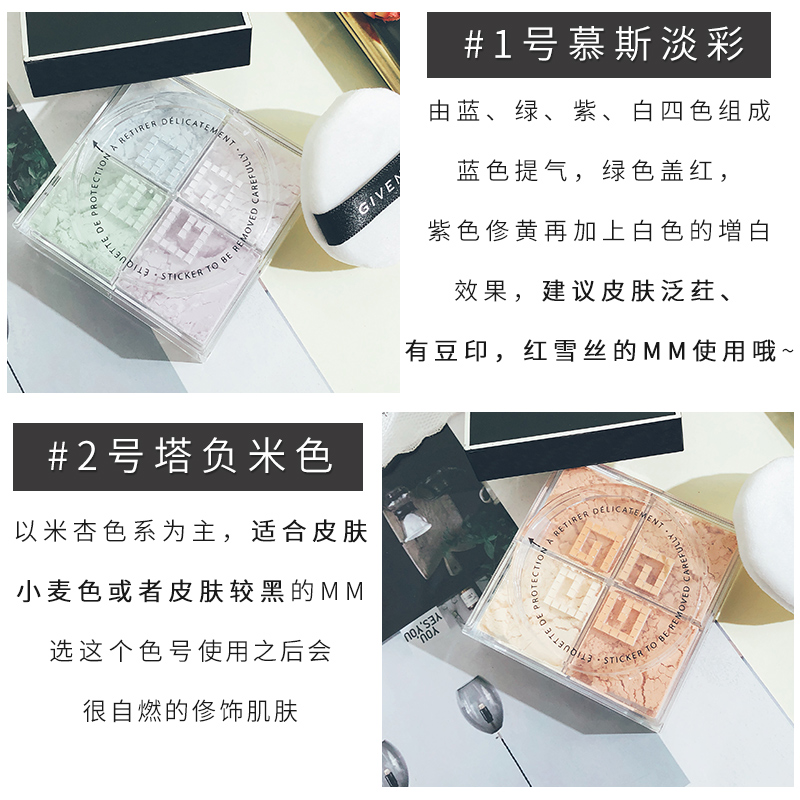 #1号慕斯淡彩
由蓝、绿、紫、白四色组成
蓝色提气，绿色盖红，
紫色修黄再加上白色的增白
效果，建议皮肤泛荭、
有豆印，红雪丝的MM使用哦~
À RETIRER DÉLICATEMENT • STICKER TO BE REMOVED CAREFULLY • ÉTIQUETTE DE PROTECTION
GIVEN
#2号塔负米色
以米杏色系为主，适合皮肤
小麦色或者皮肤较黑的MM
选这个色号使用之后会
很自燃的修饰肌肤
À RETIRER DÉLICATEMENT • STICKER TO BE REMOVED CAREFULLY • ÉTIQUETTE DE PROTECTION
YOU
YES, YOU